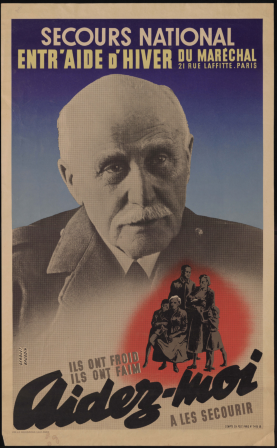 SECOURS NATIONAL
ENTR'AIDE D'HIVER DU MARÉCHAL
21 RUE LAFFITTE. PARIS
ILS ONT FROID
ILS ONT FAIM
Aidez-moi
A LES SECOURIR